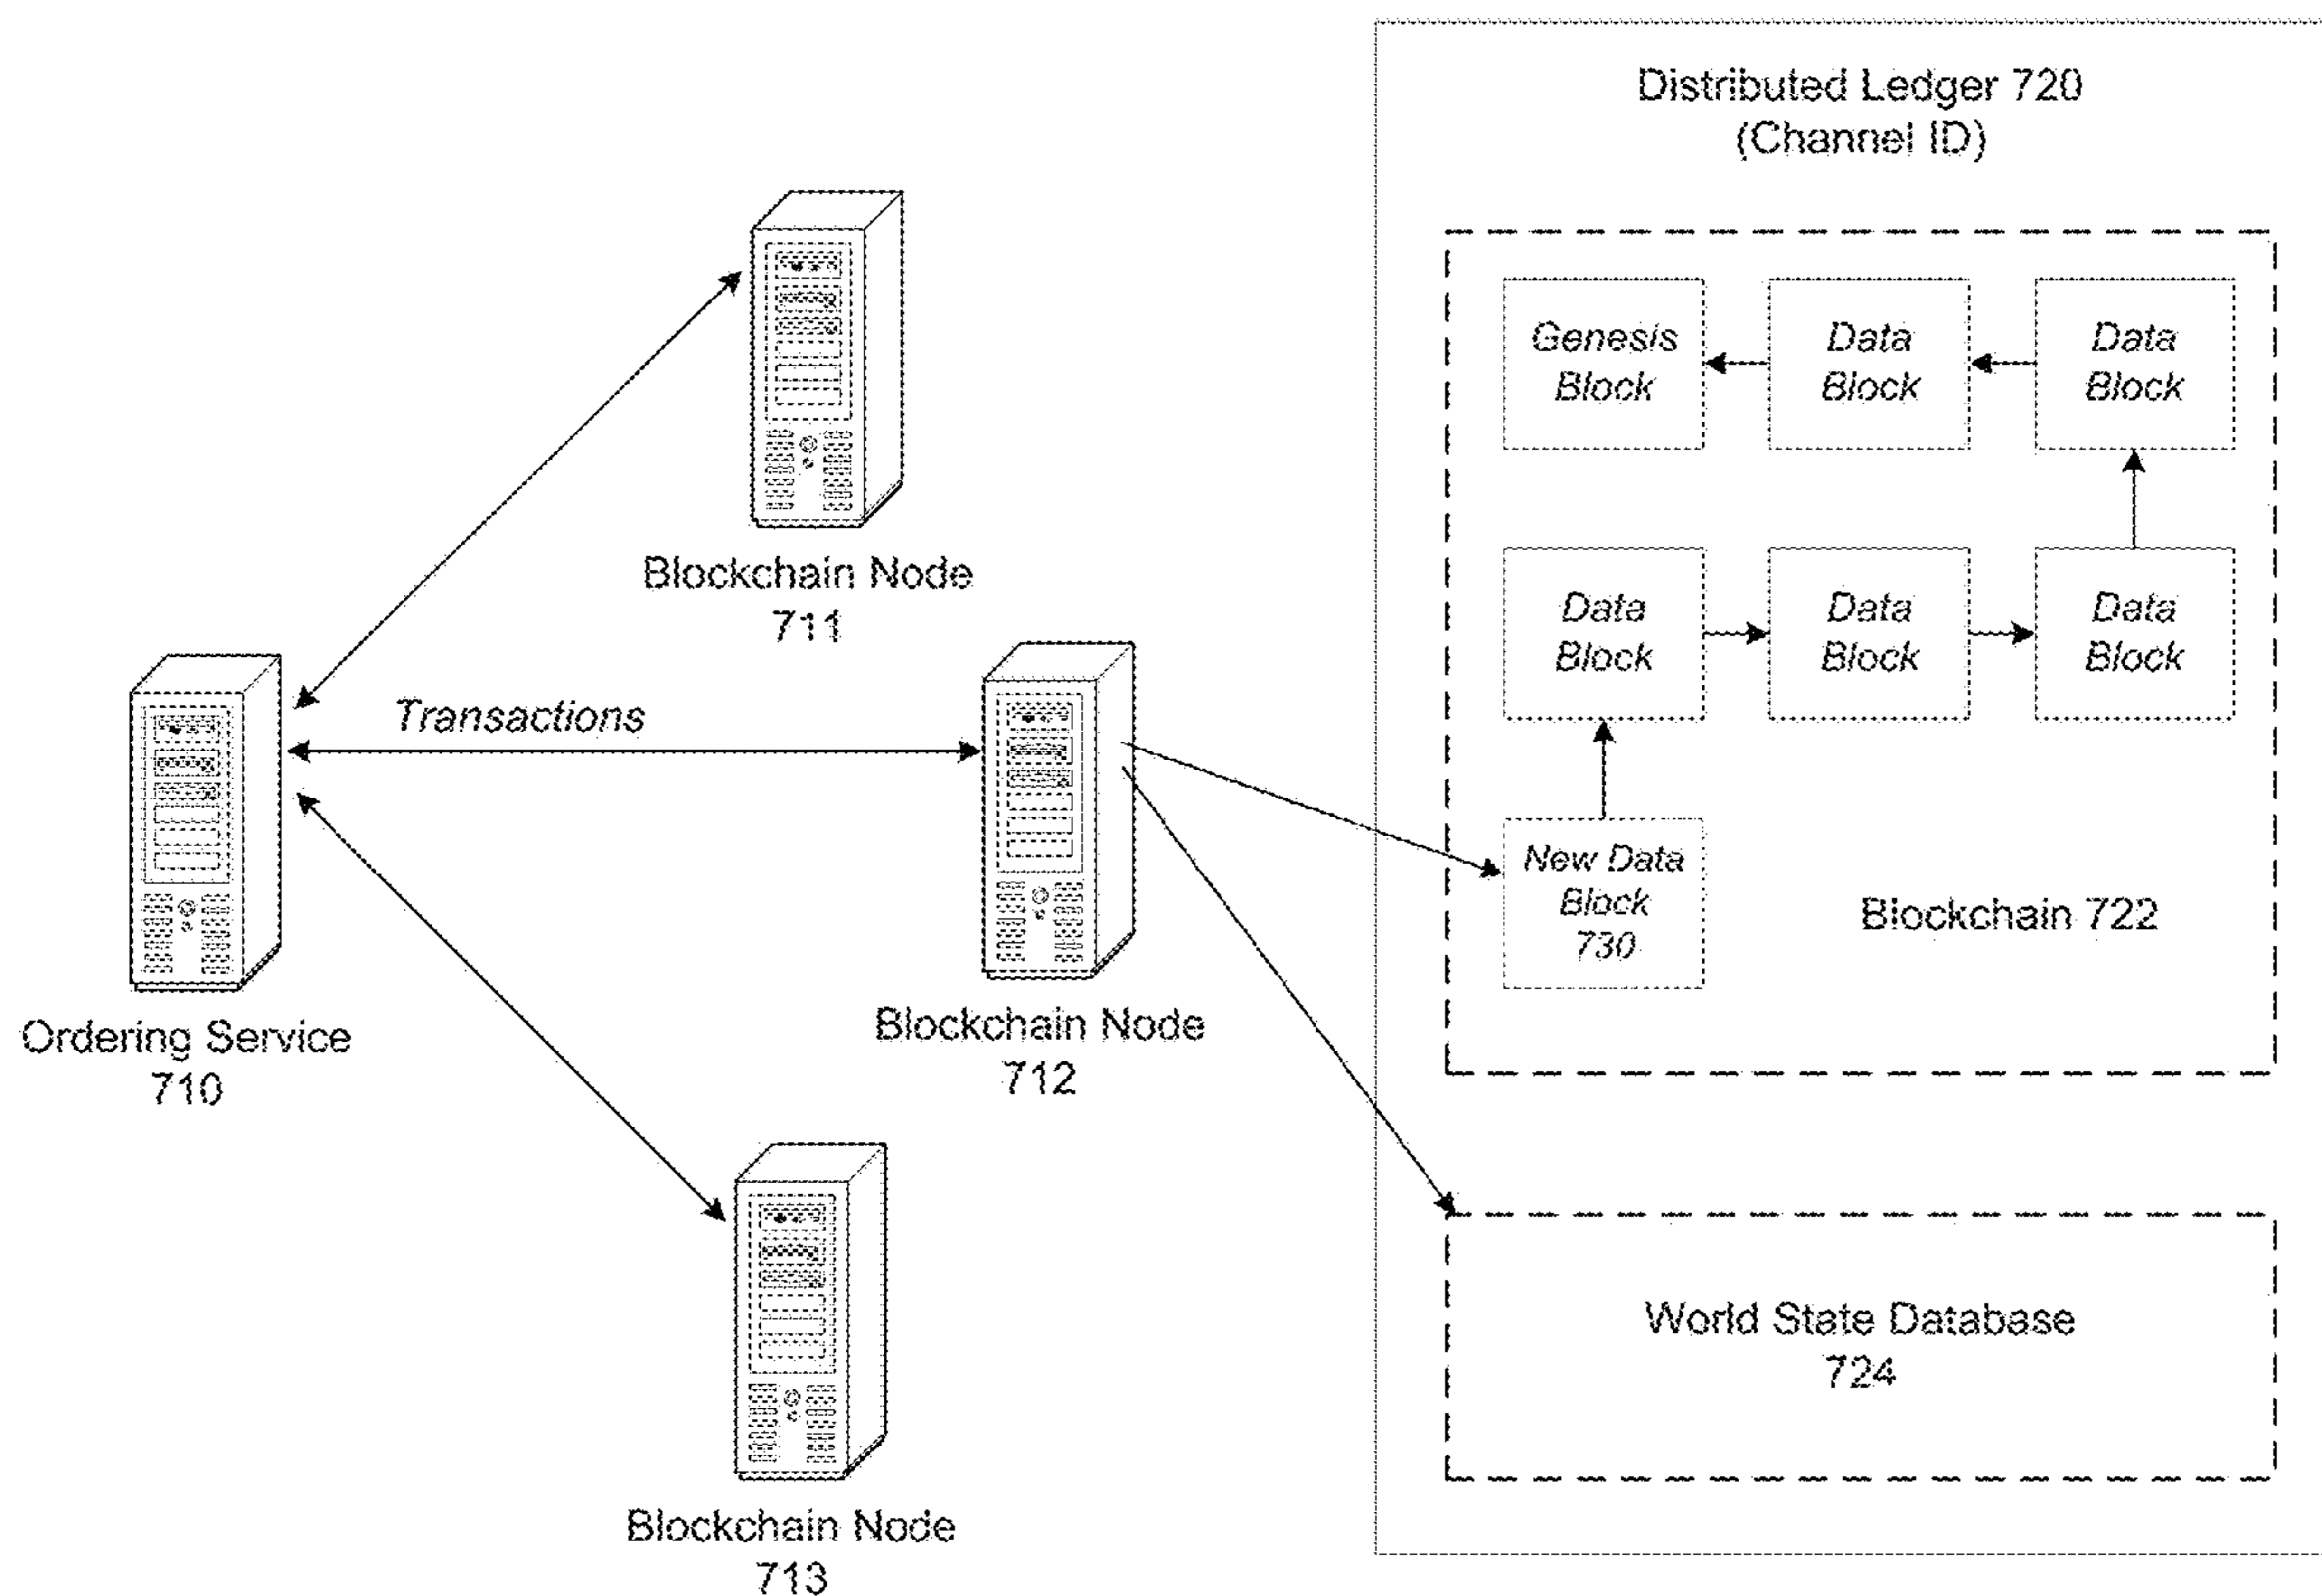 Distributed Ledger 720
(Channel ID)
Genesis
Block
Data
Block
Data
Block
Blockchain Node
711
Data
Block
Data
Block
Data
Block
Transactions
New Data
Block
730
Blockchain 722
Ordering Service
710
Blockchain Node
712
World State Database
724
Blockchain Node
713